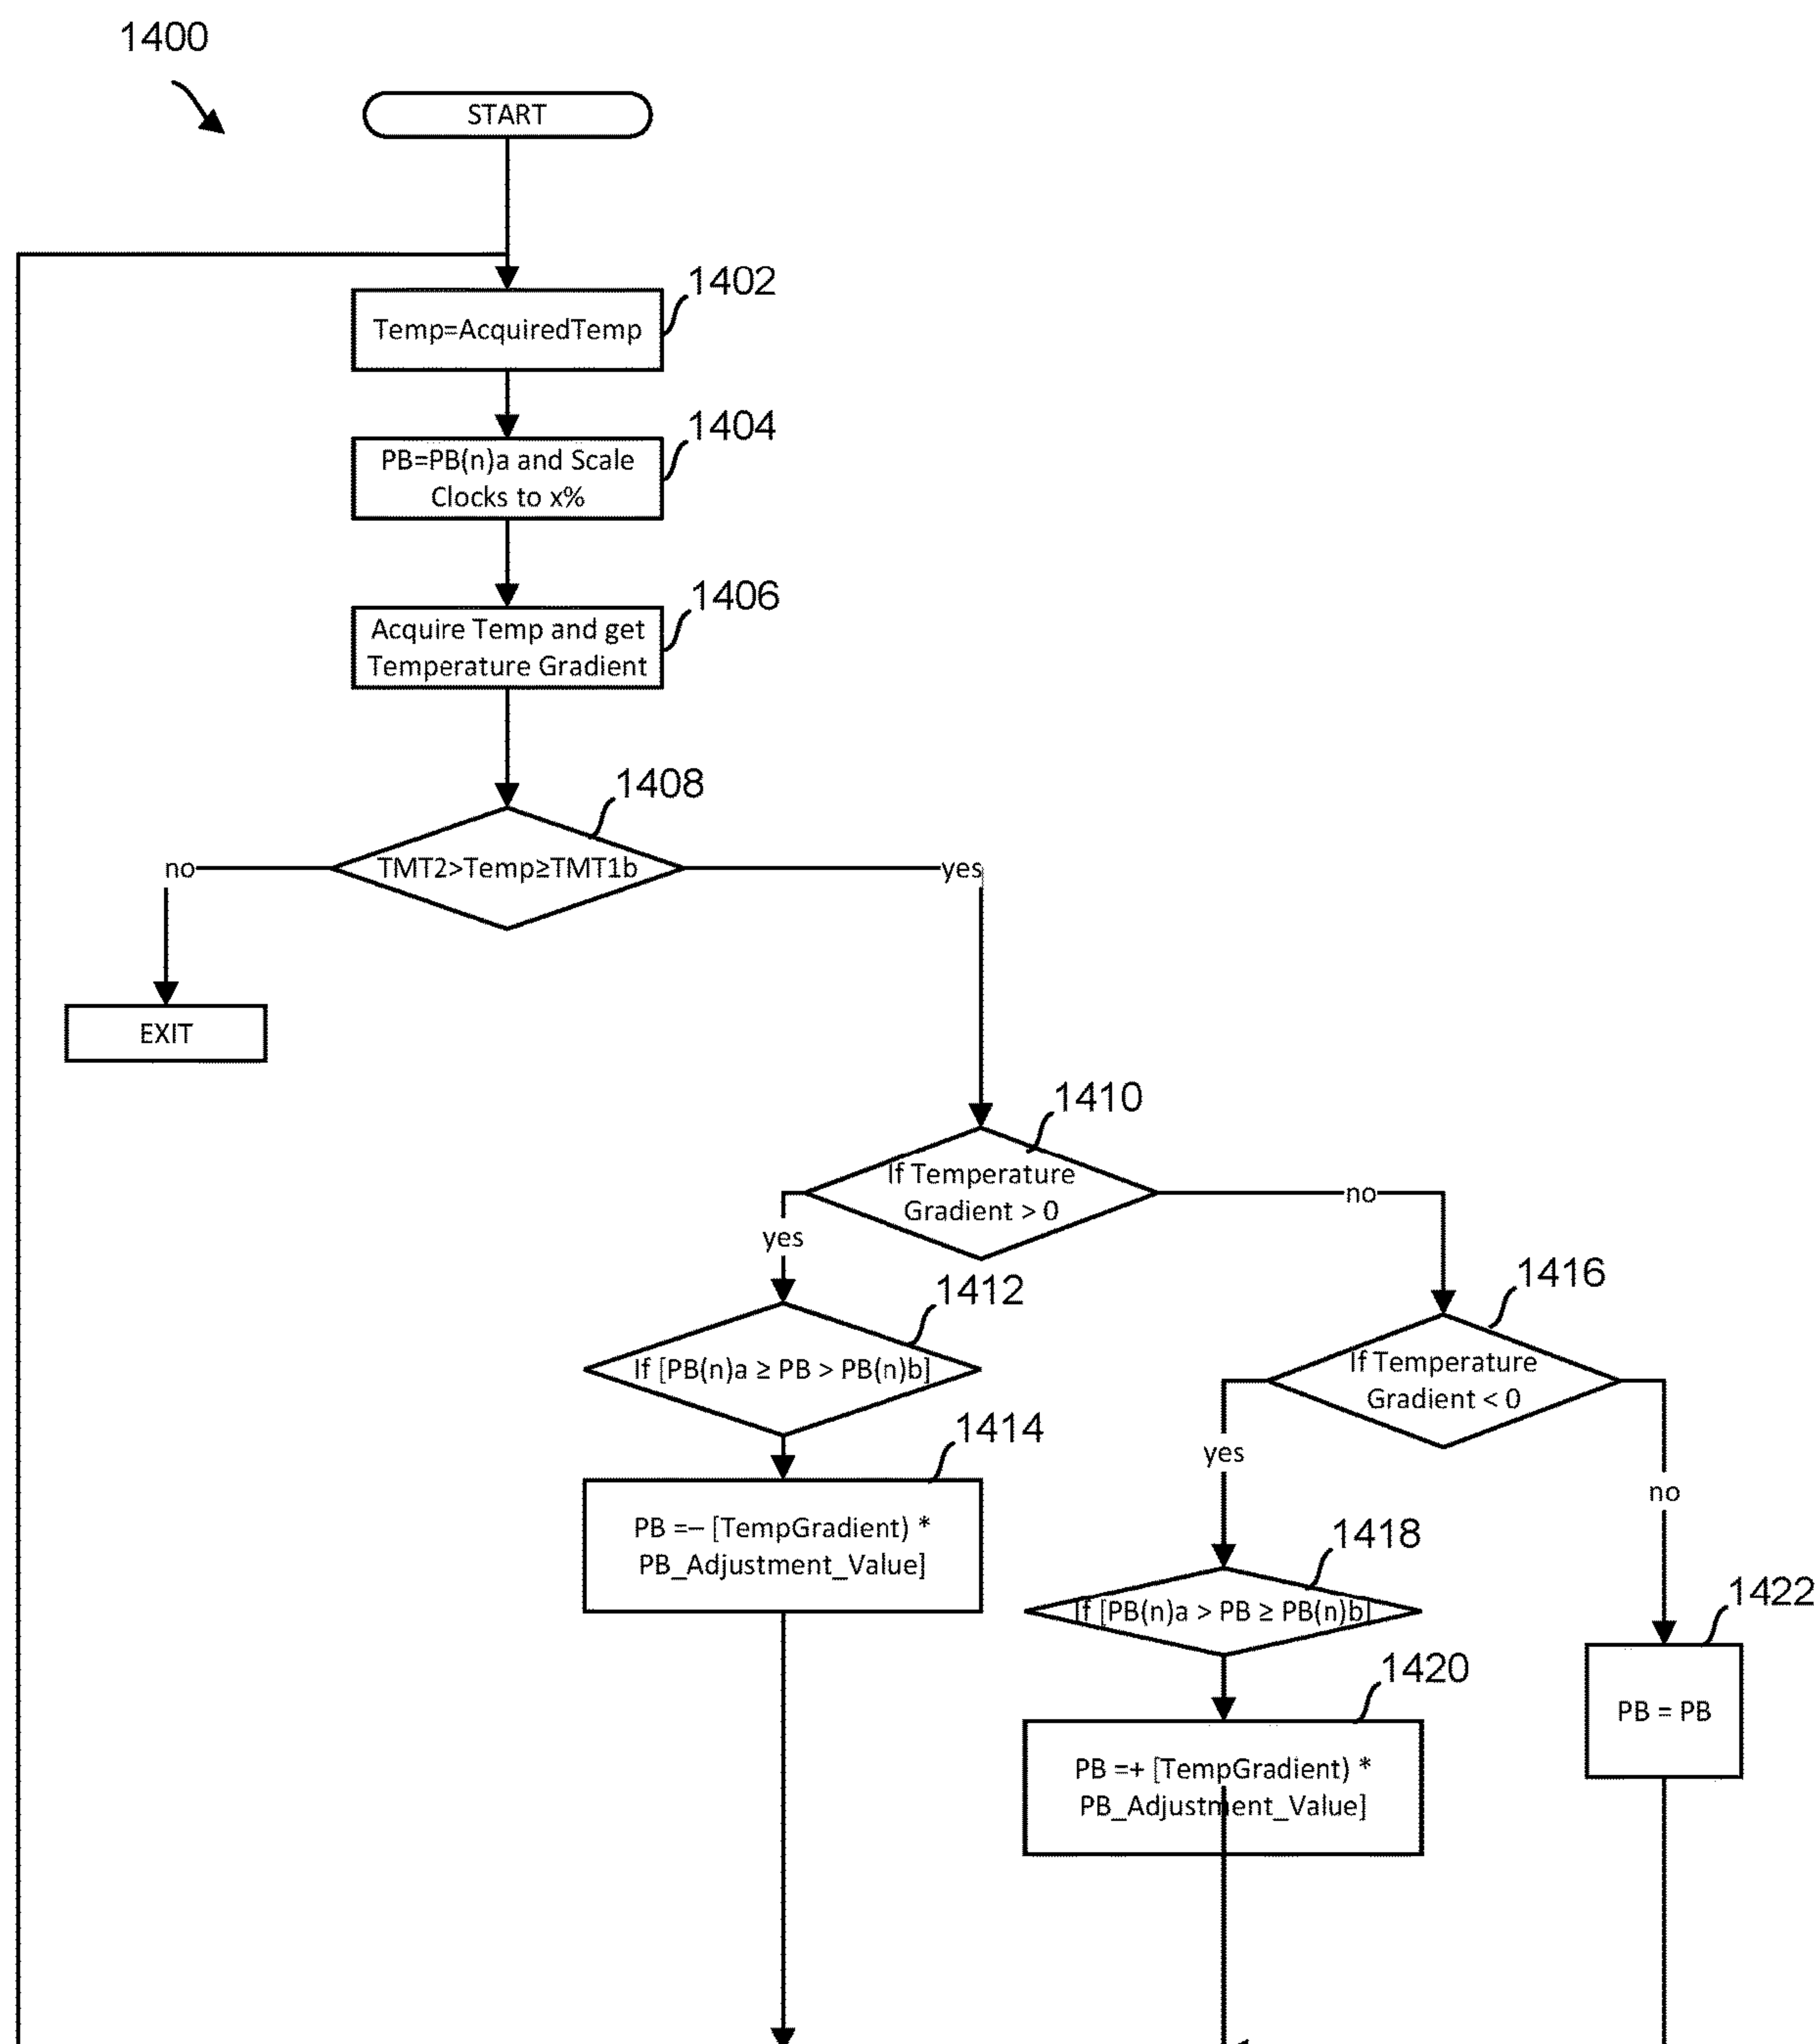 1400
START
1402
Temp=AcquiredTemp
1404
PB=PB(n)a and Scale
Clocks to x%
1406
Acquire Temp and get
Temperature Gradient
1408
TMT2>Temp≥TMT1b
no
yes
EXIT
1410
If Temperature
Gradient > 0
yes
no
1412
If [PB(n)a ≥ PB > PB(n)b]
1416
If Temperature
Gradient < 0
yes
no
1414
PB =– [TempGradient) *
PB_Adjustment_Value]
1418
If [PB(n)a > PB ≥ PB(n)b]
1420
PB =+ [TempGradient) *
PB_Adjustment_Value]
1422
PB = PB